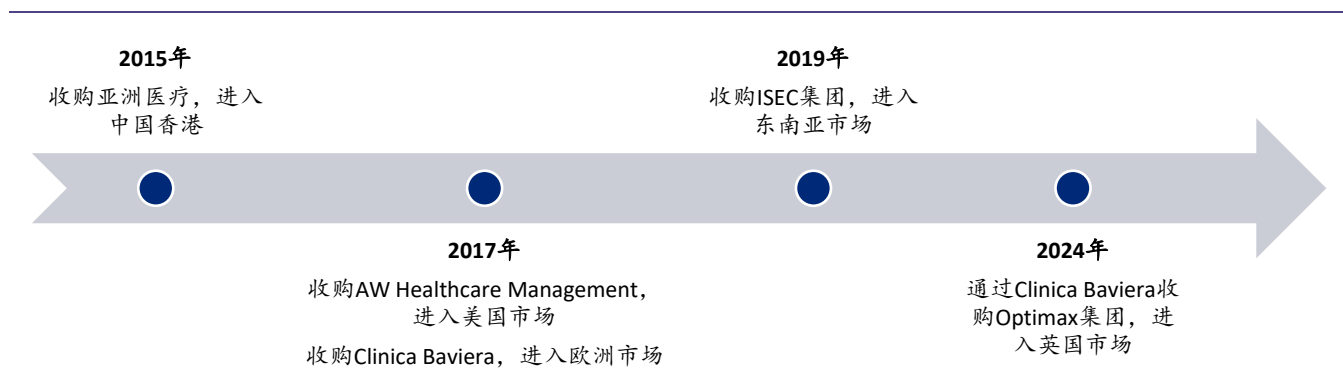 2015年
收购亚洲医疗，进入
中国香港
2019年
收购ISEC集团，进入
东南亚市场
2017年
收购AW Healthcare Management，
进入美国市场
收购Clinica Baviera，进入欧洲市场
2024年
通过Clinica Baviera收
购Optimax集团，进
入英国市场